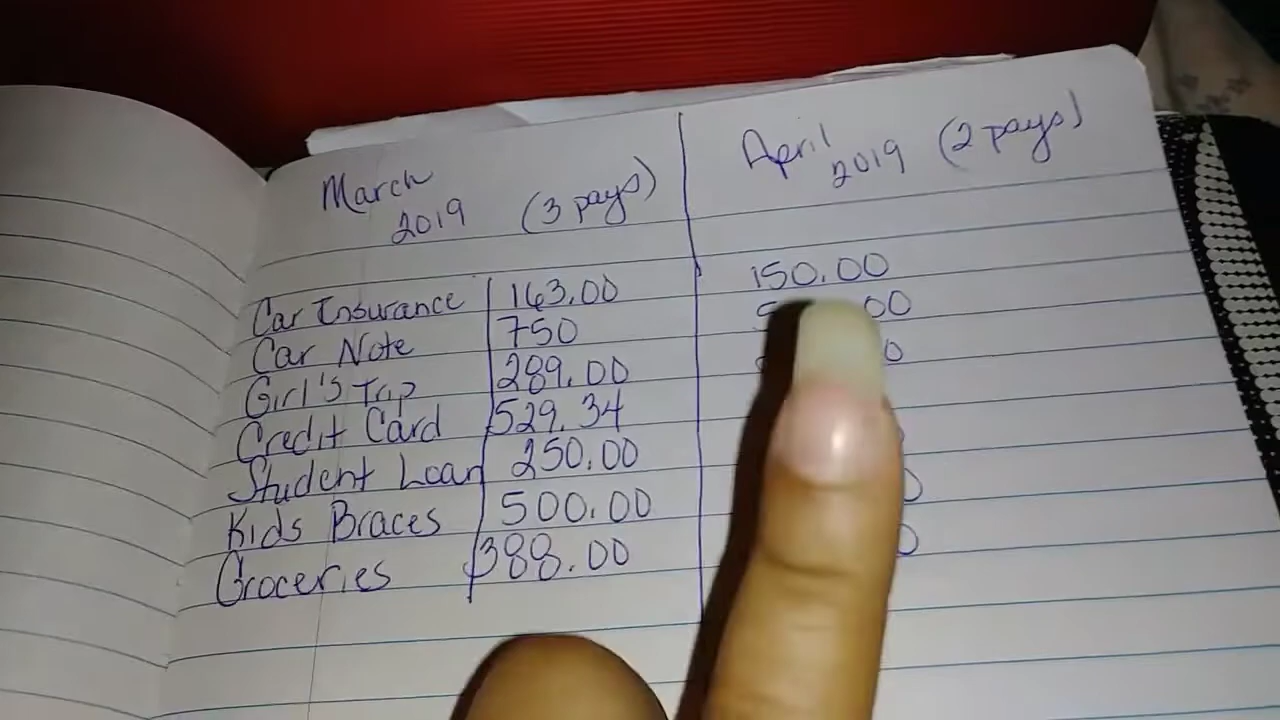 March
2019 (3 pays)
April
2019 (2 pays)
Car Insurance 163.00 150.00
Car Note 750
Girl's Trip 289.00
Credit Card 529.34
Student Loan 250.00
Kids Braces 500.00
Groceries 388.00